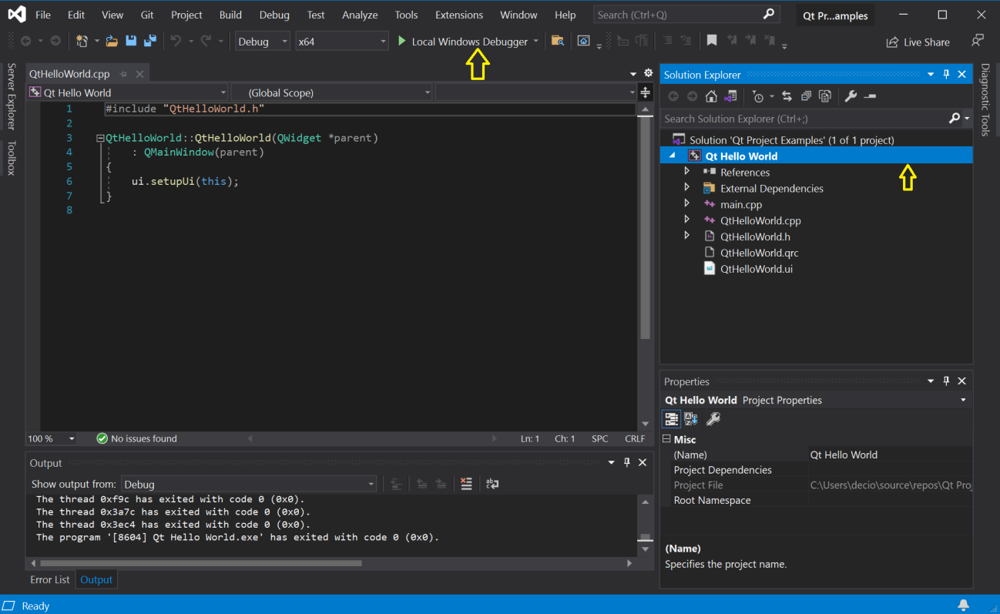 File Edit View Git Project Build Debug Test Analyze Tools Extensions Window Help Search (Ctrl+Q) Qt Pr...amples
Debug x64 Local Windows Debugger Live Share
Server Explorer
Toolbox
QtHelloWorld.cpp
Qt Hello World (Global Scope)
1 #include "QtHelloWorld.h"
2
3 QtHelloWorld::QtHelloWorld(QWidget *parent)
4 : QMainWindow(parent)
5 {
6 ui.setupUi(this);
7 }
8
100 % No issues found Ln: 1 Ch: 1 SPC CRLF
Output
Show output from: Debug
The thread 0xf9c has exited with code 0 (0x0).
The thread 0x3a7c has exited with code 0 (0x0).
The thread 0x3ec4 has exited with code 0 (0x0).
The program '[8604] Qt Hello World.exe' has exited with code 0 (0x0).
Error List Output
Solution Explorer
Search Solution Explorer (Ctrl+;)
Solution 'Qt Project Examples' (1 of 1 project)
Qt Hello World
References
External Dependencies
main.cpp
QtHelloWorld.cpp
QtHelloWorld.h
QtHelloWorld.qrc
QtHelloWorld.ui
Properties
Qt Hello World Project Properties
Misc
(Name) Qt Hello World
Project Dependencies
Project File C:\Users\decio\source\repos\Qt Proj
Root Namespace
(Name)
Specifies the project name.
Diagnostic Tools
Ready